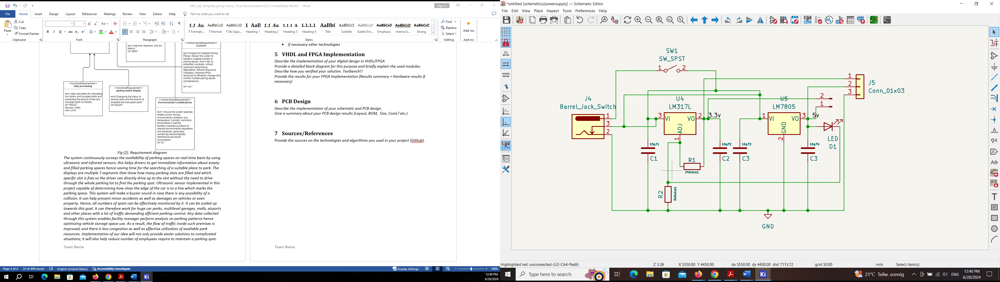 HW_Lab_Template_group name_ Final Documentation(2) [Compatibility Mode] - Word
Sign in
File Home Insert Design Layout References Mailings Review View Zotero Help Tell me what you want to do
Paste
Cut
Copy
Format Painter
Clipboard
Font
Paragraph
1.1 Aa. AaBbCcD AaBbCcD 1 AaB 1.1 Aa. 1.1.1 A: 1.1.1.1 AaBb( AaBbCcI AaBbCcD AaBbCcD AaBbCcD AaBbCcD
¶ Formatv... ¶ Normal ¶ No Spac... Heading 1 Heading 2 Heading 3 Heading 4 Title Subtitle Subtle Em... Emphasis Intense E... Strong
Styles
Find
Replace
Select
Editing
Add-ins
Add-ins
text="real time response and low
latency "
Id="5659."
<<nonfunctionalRequirement>>
Scalability
text="Support for Multiple Parking
Places. Design the system to
handle a scalable number of
parking places, from a few to
potentially hundreds, without
significant performance
degradation. Efficient Resource
Utilization, Optimize FPGA
resources to efficiently manage and
monitor multiple parking places
simultaneously.
"
Id="vcb."
<<functionalRequirement>>
Data processing
text="data calculation for calculating
car distanc and occupied spots and
presenting the amount of free and
occupied spots on display"
Id="452j32."
Source= VHDL
risk= LOW
<<functionalRequirement>>
parking status display
text="Displaying the status of
parking spots and the amount of
available and ooccupied spots"
Id="62j324"
<<nonfunctionalRequirement>>
Environmental Considerations
text=" Ensure the system operates
reliably across varying
environmental conditions (e.g.,
temperature, humidity) commonly
encountered in parking
facilities.Compliance,Adhere to
relevant environmental regulations
and standards, particularly
concerning electromagnetic
interference and power
consumption."
Id="bv."
Fig (2). Requirement diagram
The system continuously surveys the availability of parking spaces on real-time basis by using
ultrasonic and infrared sensors, this helps drivers to get immediate information about empty
and filled parking spaces hence saving time for the searching of a suitable place to park. The
displays are multiple 7 segments that show how many parking slots are filled and which
specific slot is free so the driver can directly drive up to the slot without the need to drive
through the whole parking lot to find the parking spot. Ultrasonic sensor implemented in this
project capable of determining how close the edge of the car is to a line which marks the
parking space. This system will make a buzzer sound in case there is any possibility of a
collision. It can help prevent minor accidents as well as damages on vehicles or even
property. Hence, all numbers of spots can be effectively monitored by it. It can be scaled up
towards this goal. It can therefore work for huge car parks, multilevel garages, malls, airports
and other places with a lot of traffic demanding efficient parking control. Any data collected
through this system enables facility manager perform analysis on parking patterns hence
optimizing vehicle storage space use. As a result, the flow of traffic inside such premises is
improved, and there is less congestion as well as effective utilization of available park
resources. Implementation of our idea will not only provide easier solutions to complicated
situations; it will also help reduce number of employees require to maintain a parking spot.
Team Name
• If necessary other technologies
5 VHDL and FPGA Implementation
Describe the implementation of your digital design in VHDL/FPGA
Provide a detailed block diagram for this purpose and briefly explain the used modules.
Describe how you verified your solution. Testbench!!
Provide the results for your FPGA Implementation (Results summary + Hardware results if
necessary)
6 PCB Design
Describe the implementation of your schematic and PCB design.
Give a summary about your PCB design results (Layout, BOM, Size, Costs? etc.)
7 Sources/References
Provide the sources on the technologies and algorithms you used in your project (Github).
Team Name
Page 4 of 4 25 of 899 words English (United States) Accessibility: Investigate Display Settings 100%
12:40 PM
6/28/2024
*untitled [schemetics/powersupply] — Schematic Editor
File Edit View Place Inspect Tools Preferences Help
in
mil
mm
R??
R42
SW1
SW_SPST
1 2
J4
Barrel_Jack_Switch
1
3
2
U4
LM317L
3 VI VO 2
ADJ
1
3.3v
U5
LM7805
1 VI VO 3
GND
2
5v
1
2
3
J5
Conn_01x03
2
1
LED
D1
10µF1
C1
10µF2
C2
10µF3
C3
10µF4
C3
R1
240ohm1
R2
540ohm1
GND
Highlighted net: unconnected-(U2-CA4-Pad6) Z 3.38 X 5550.00 Y 4450.00 dx 5550.00 dy 4450.00 dist 7113.72 grid 50.00 mils Select item(s)
Type here to search
21°C Teilw. sonnig
ENG
12:40 PM
6/28/2024